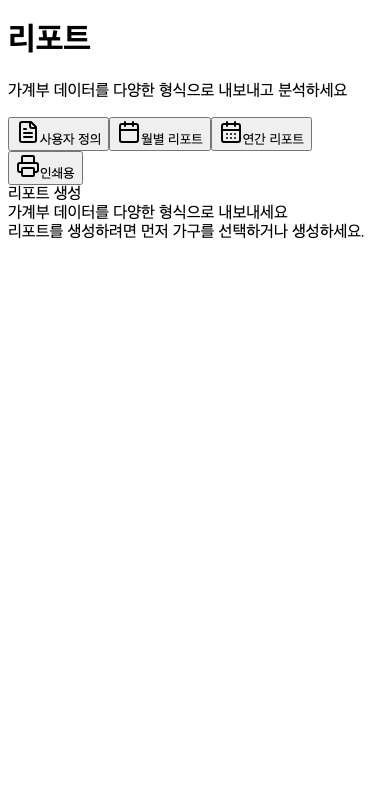 리포트
가계부 데이터를 다양한 형식으로 내보내고 분석하세요
사용자 정의 월별 리포트 연간 리포트
인쇄용
리포트 생성
가계부 데이터를 다양한 형식으로 내보내세요
리포트를 생성하려면 먼저 가구를 선택하거나 생성하세요.